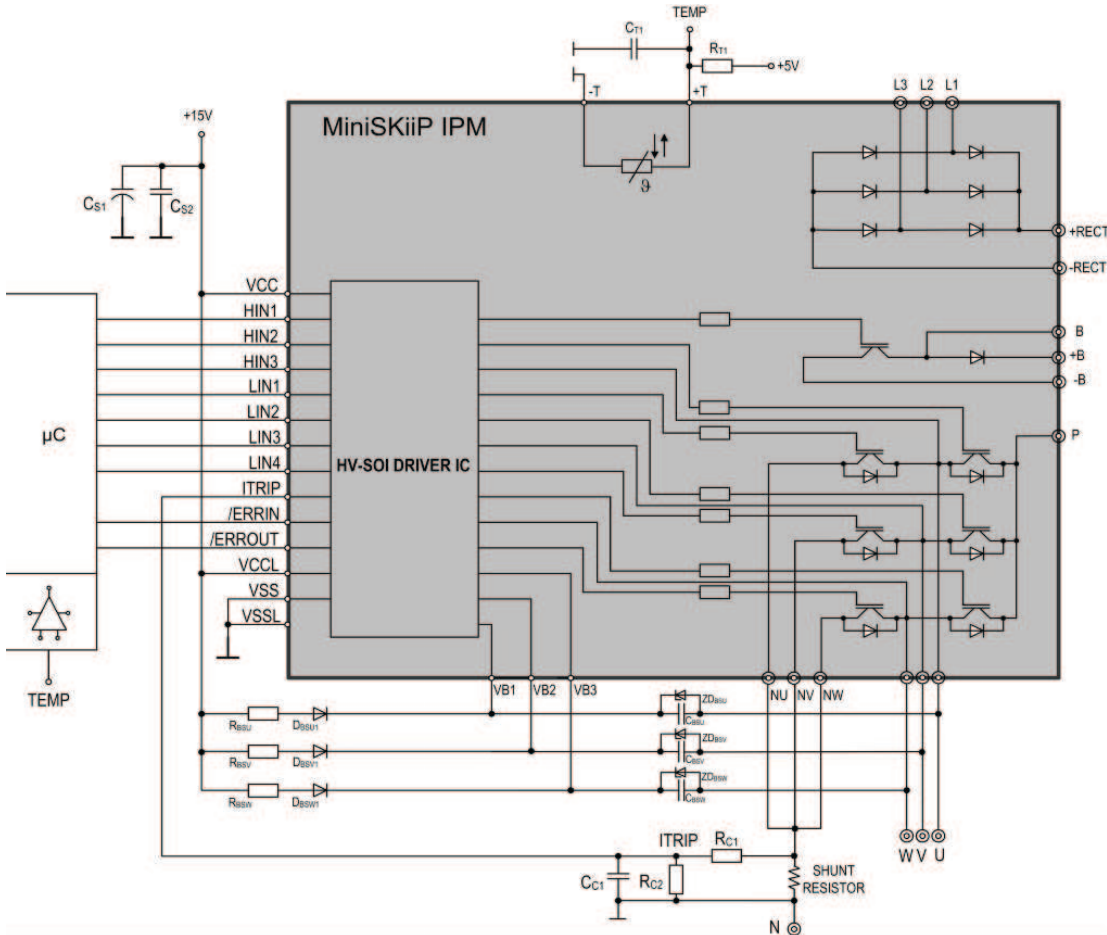 TEMP
CT1
RT1
+5V
-T
+T
L3 L2 L1
+15V
MiniSKiiP IPM
ϑ
CS1
CS2
+RECT
-RECT
VCC
HIN1
HIN2
HIN3
LIN1
LIN2
LIN3
LIN4
ITRIP
/ERRIN
/ERROUT
VCCL
VSS
VSSL
µC
HV-SOI DRIVER IC
B
+B
-B
P
TEMP
VB1
VB2
VB3
NU
NV
NW
RBSU
DBSU1
ZDBSU
CBSU
RBSV
DBSV1
ZDBSV
CBSV
RBSW
DBSW1
ZDBSW
CBSW
W V U
ITRIP
RC1
CC1
RC2
SHUNT
RESISTOR
N